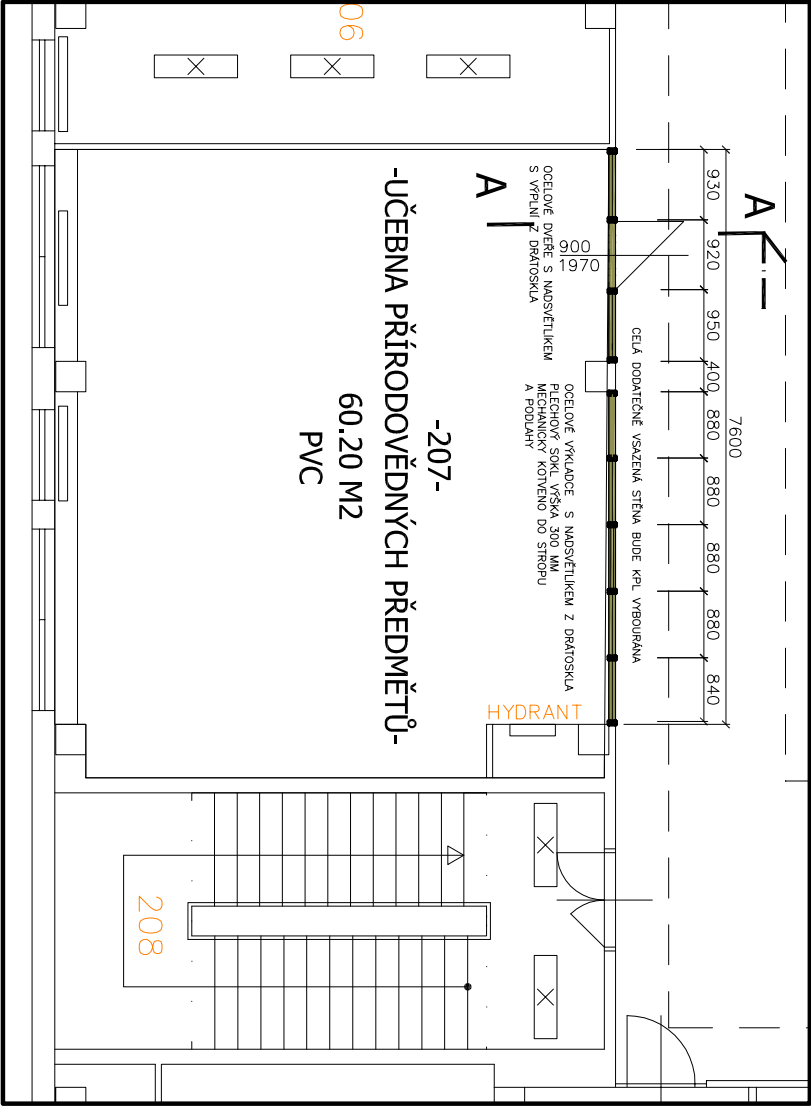 06
930
920
950
400
880
880
880
880
840
7600
A
A
900
1970
OCELOVÉ DVEŘE S NADSVĚTLÍKEM
S VÝPLNÍ Z DRÁTOSKLA
CELÁ DODATEČNĚ VSAZENÁ STĚNA BUDE KPL VYBOURÁNA
OCELOVÉ VÝKLADCE S NADSVĚTLÍKEM Z DRÁTOSKLA
PLECHOVÝ SOKL VÝŠKA 300 MM
MECHANICKY KOTVENO DO STROPU
A PODLAHY
-207-
-UČEBNA PŘÍRODOVĚDNÝCH PŘEDMĚTŮ-
60.20 M2
PVC
HYDRANT
208